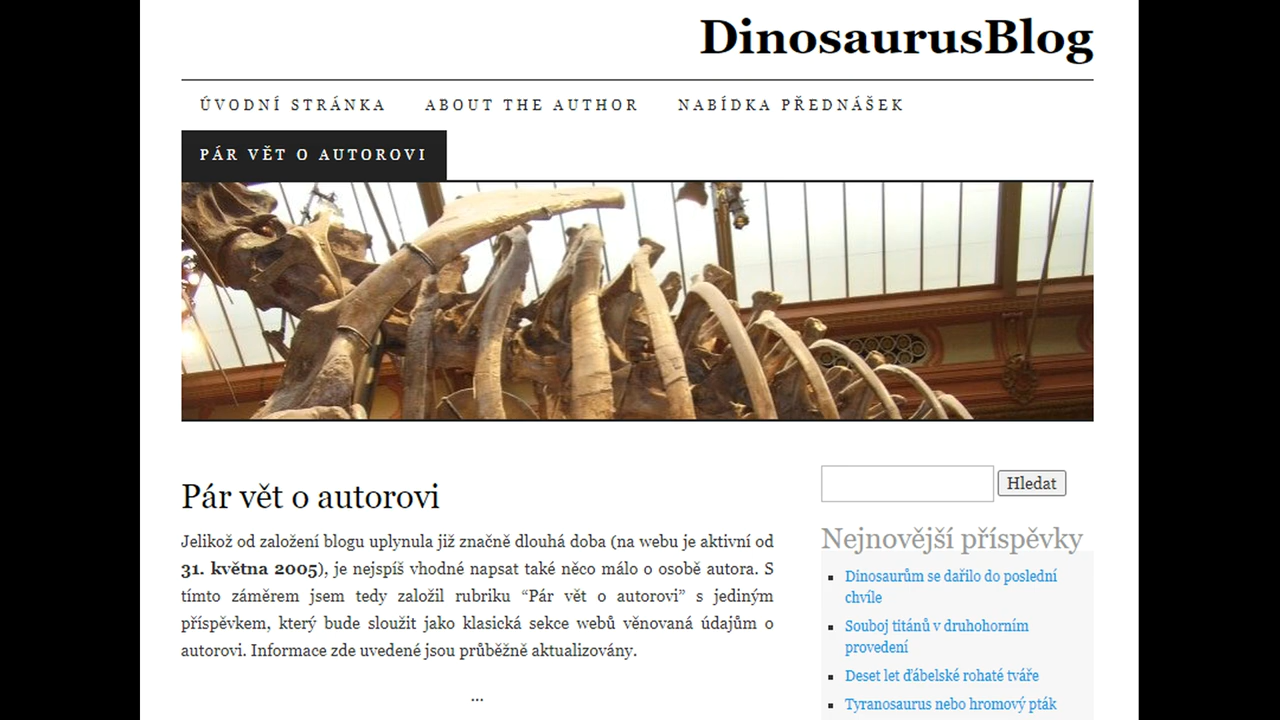 DinosaurusBlog
ÚVODNÍ STRÁNKA ABOUT THE AUTHOR NABÍDKA PŘEDNÁŠEK
PÁR VĚT O AUTOROVI
Pár vět o autorovi
Jelikož od založení blogu uplynula již značně dlouhá doba (na webu je aktivní od
31. května 2005), je nejspíš vhodné napsat také něco málo o osobě autora. S
tímto záměrem jsem tedy založil rubriku “Pár vět o autorovi” s jediným
příspěvkem, který bude sloužit jako klasická sekce webů věnovaná údajům o
autorovi. Informace zde uvedené jsou průběžně aktualizovány.
...
Hledat
Nejnovější příspěvky
Dinosaurům se dařilo do poslední
chvíle
Souboj titánů v druhohorním
provedení
Deset let ďábelské rohaté tváře
Tyranosaurus nebo hromový pták